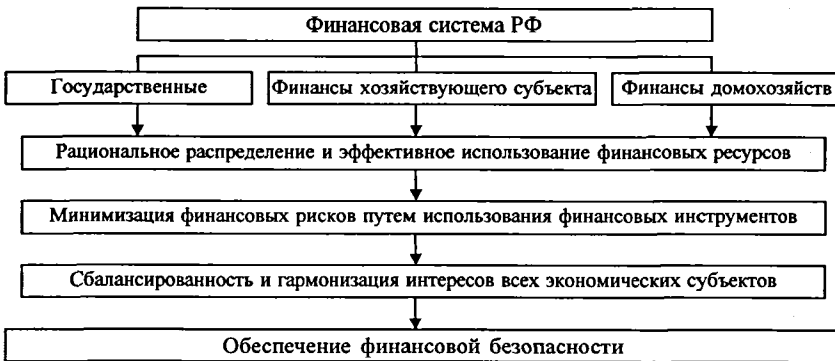 Финансовая система РФ
Государственные
Финансы хозяйствующего субъекта
Финансы домохозяйств
Рациональное распределение и эффективное использование финансовых ресурсов
Минимизация финансовых рисков путем использования финансовых инструментов
Сбалансированность и гармонизация интересов всех экономических субъектов
Обеспечение финансовой безопасности